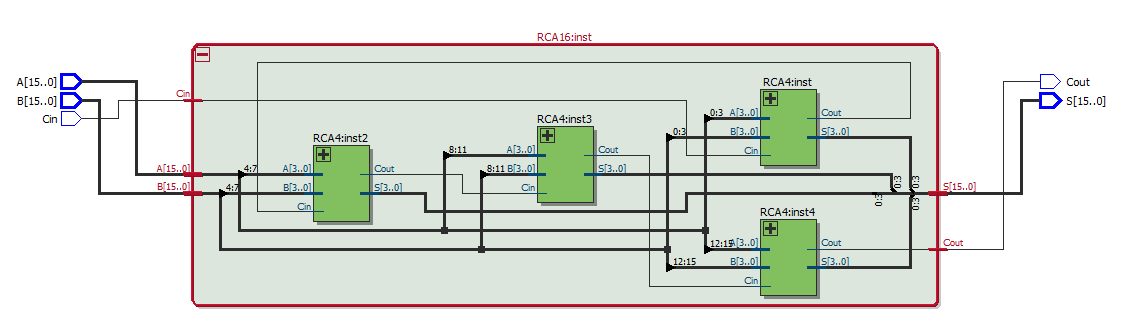 RCA16:inst
A[15..0]
B[15..0]
Cin
Cin
A[15..0]
B[15..0]
RCA4:inst2
4:7
4:7
A[3..0]
B[3..0]
Cin
Cout
S[3..0]
RCA4:inst3
8:11
8:11
A[3..0]
B[3..0]
Cin
Cout
S[3..0]
RCA4:inst
0:3
0:3
A[3..0]
B[3..0]
Cin
Cout
S[3..0]
RCA4:inst4
12:15
12:15
A[3..0]
B[3..0]
Cin
Cout
S[3..0]
0:3
0:3
0:3
0:3
S[15..0]
Cout
Cout
S[15..0]